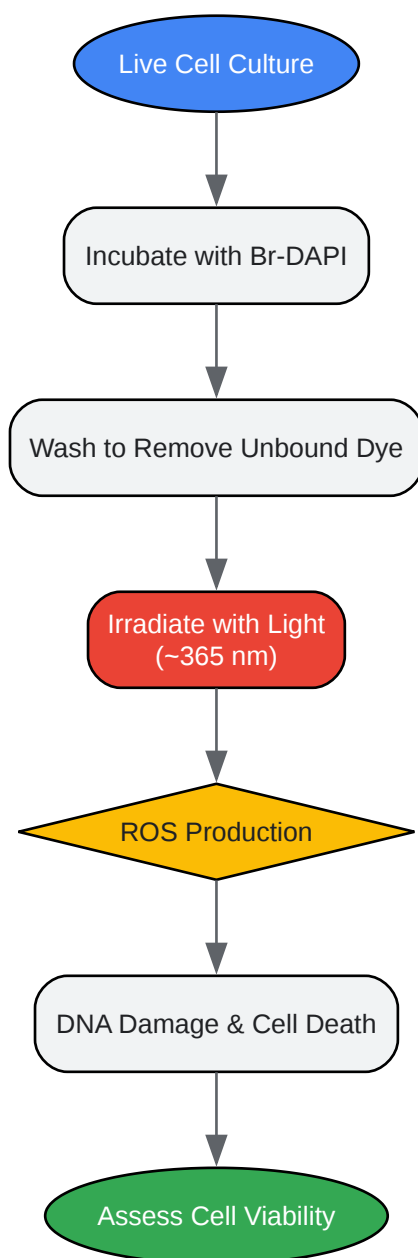 Live Cell Culture
Incubate with Br-DAPI
Wash to Remove Unbound Dye
Irradiate with Light
(~365 nm)
ROS Production
DNA Damage & Cell Death
Assess Cell Viability